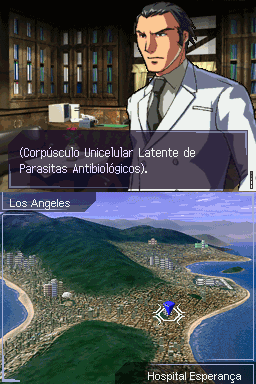 (Corpúsculo Unicelular Latente de
Parasitas Antibiológicos).
Los Angeles
Hospital Esperança